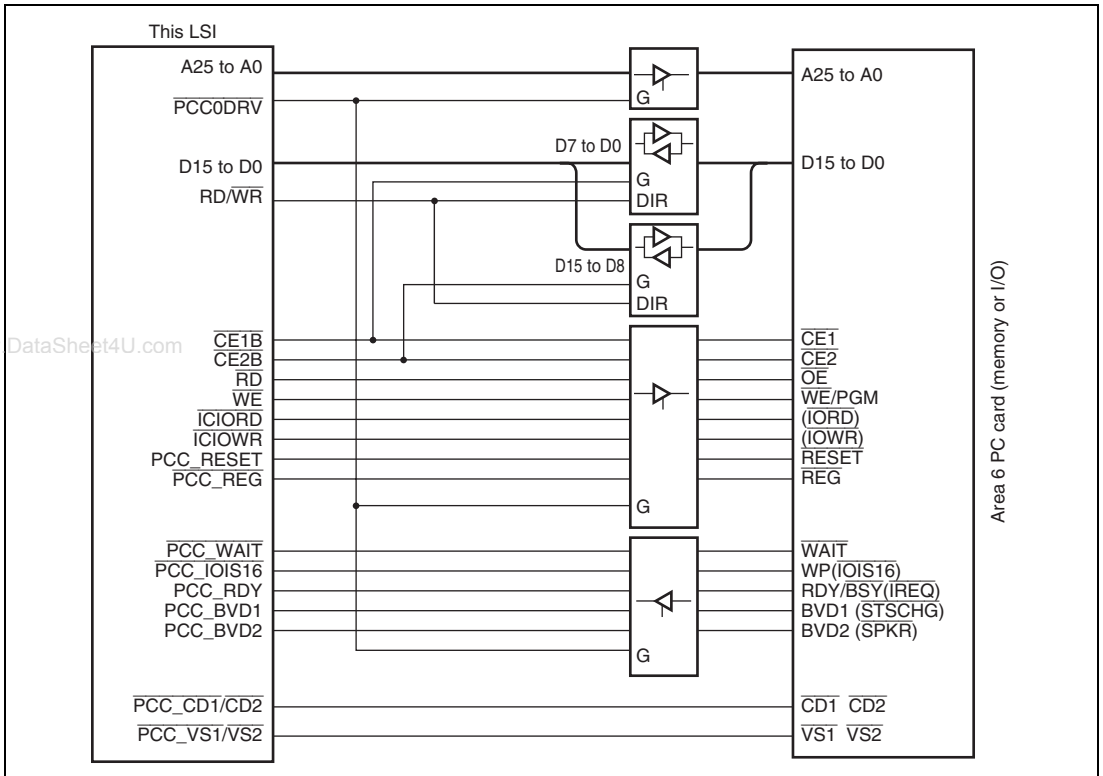 This LSI
A25 to A0
PCC0DRV
D15 to D0
RD/WR
CE1B
CE2B
RD
WE
ICIORD
ICIOWR
PCC_RESET
PCC_REG
PCC_WAIT
PCC_IOIS16
PCC_RDY
PCC_BVD1
PCC_BVD2
PCC_CD1/CD2
PCC_VS1/VS2
G
D7 to D0
G
DIR
D15 to D8
G
DIR
G
G
A25 to A0
D15 to D0
CE1
CE2
OE
WE/PGM
(IORD)
(IOWR)
RESET
REG
WAIT
WP(IOIS16)
RDY/BSY(IREQ)
BVD1 (STSCHG)
BVD2 (SPKR)
CD1 CD2
VS1 VS2
Area 6 PC card (memory or I/O)
DataSheet4U.com